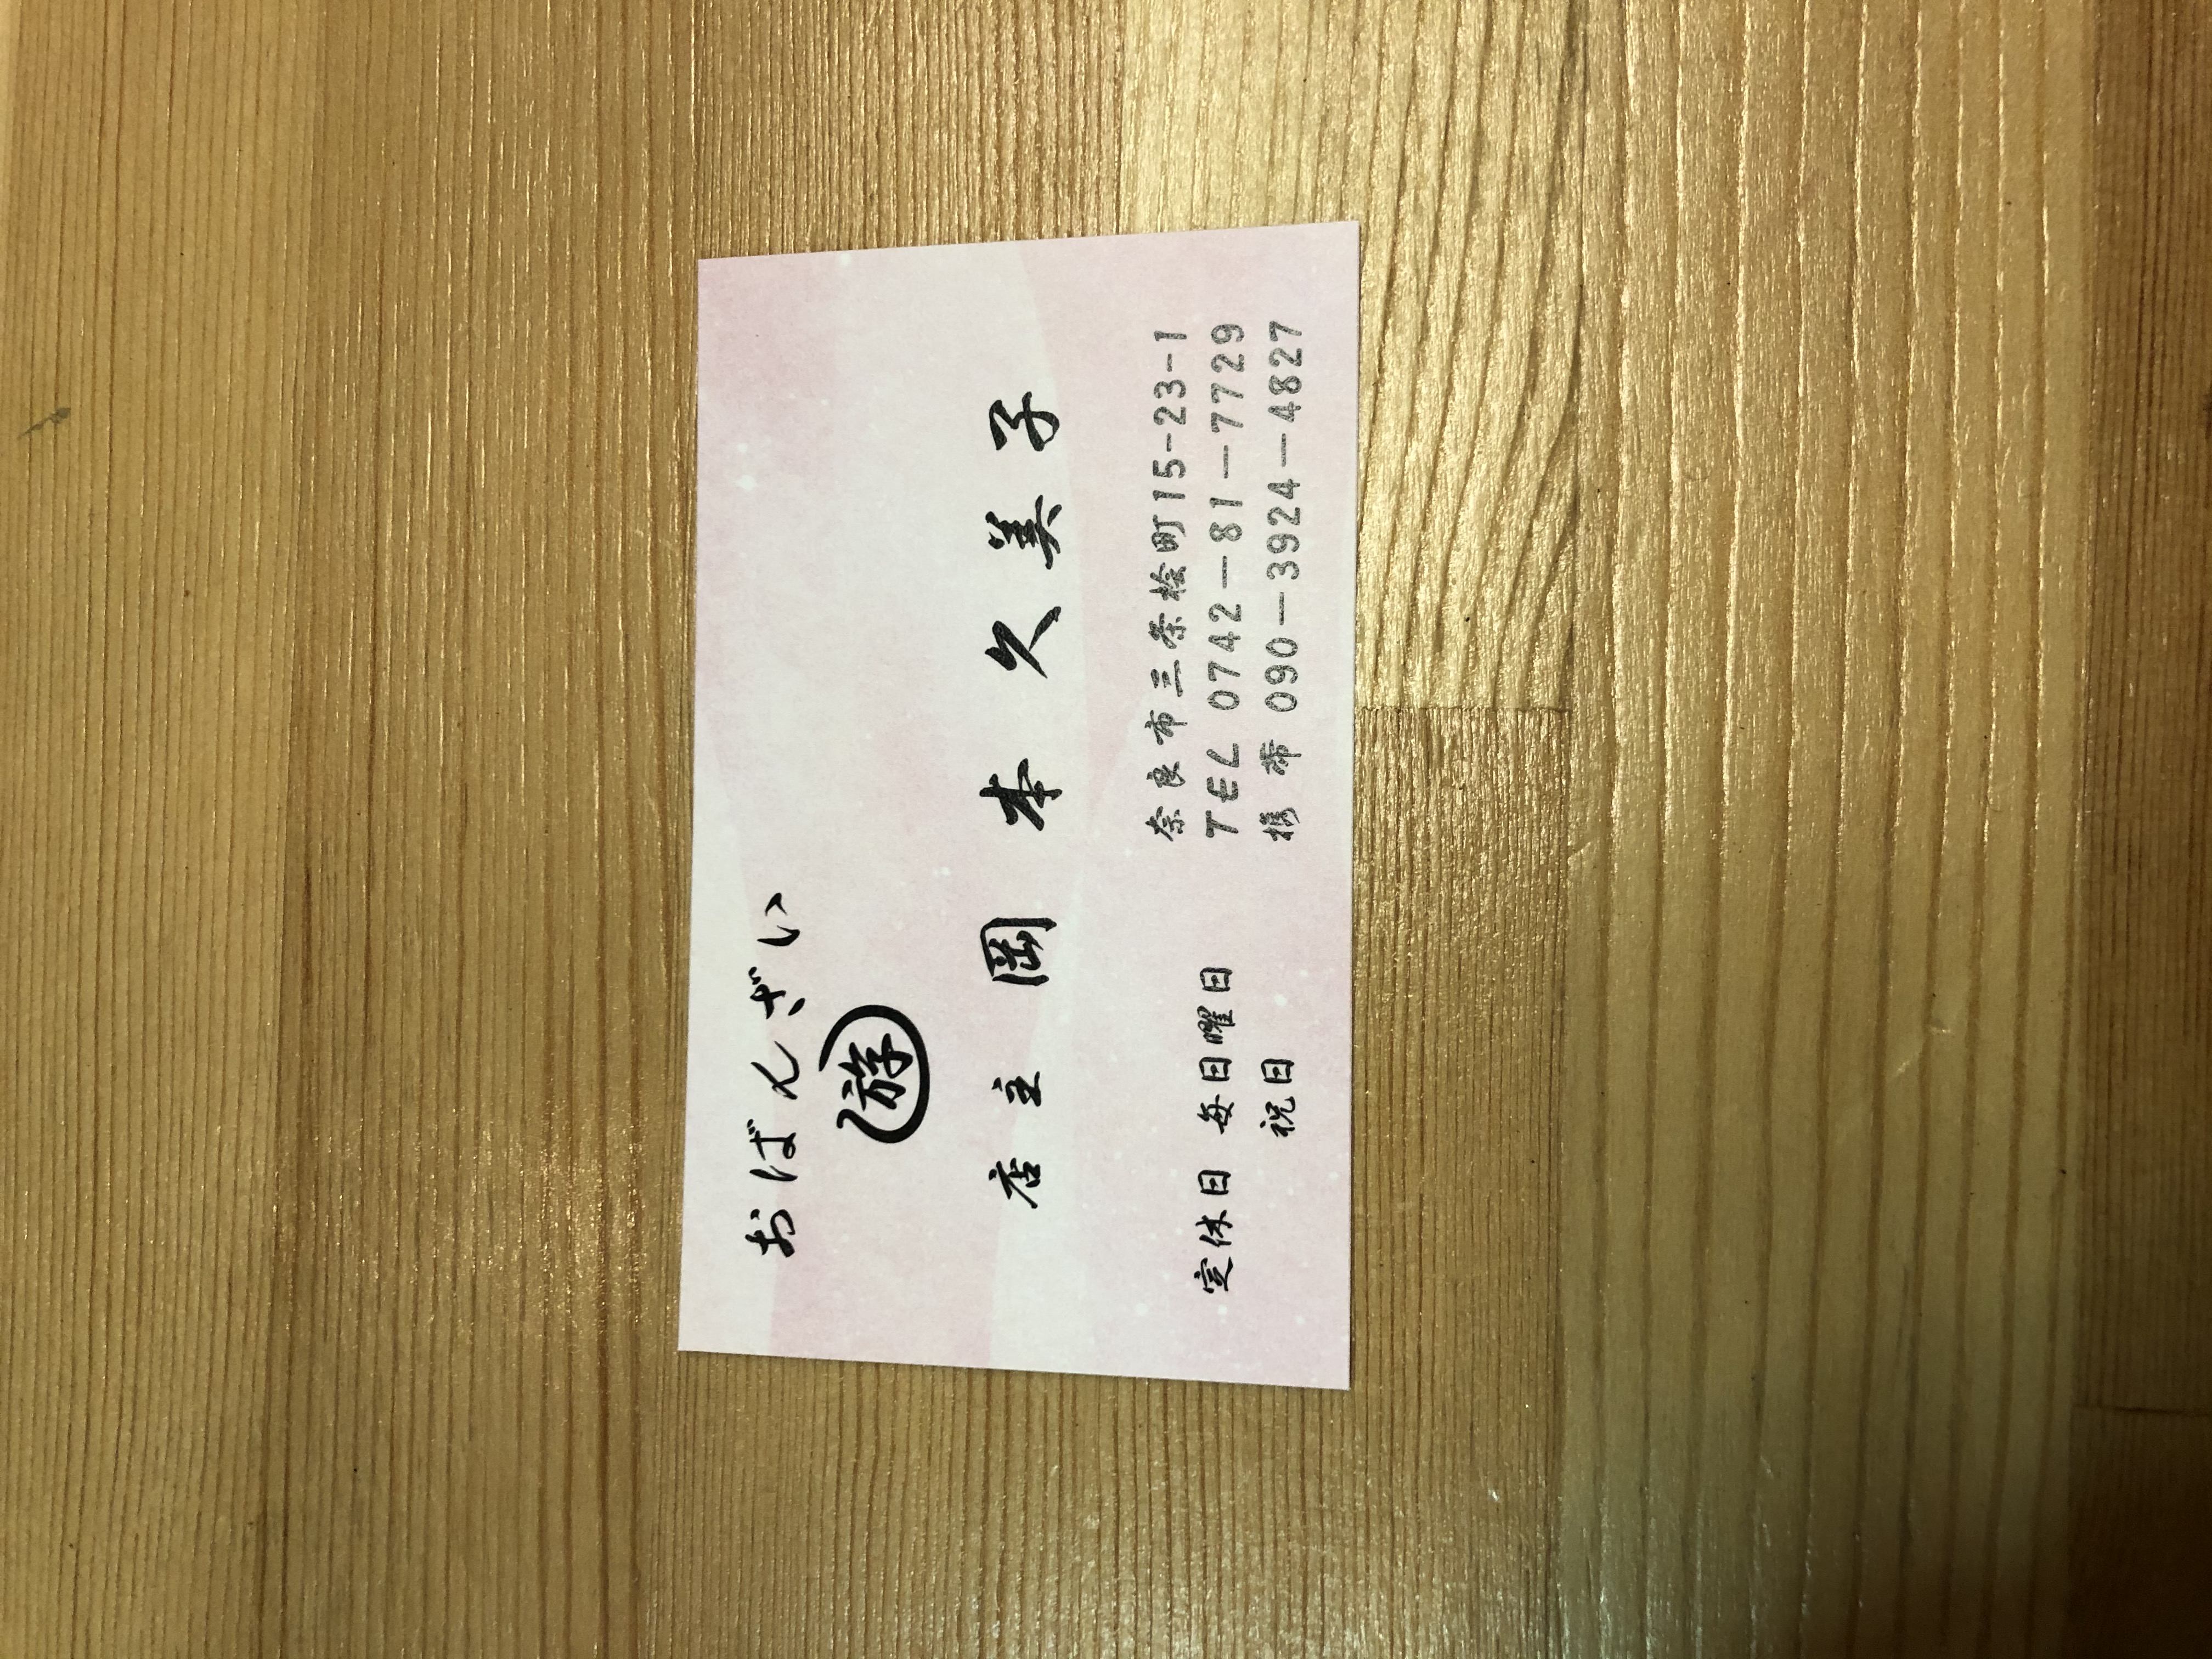 おばんざい
遊
店主 岡本久美子
定休日 毎日曜日
祝日
奈良市三条桧町15-23-1
TEL 0742-81-7729
携帯 090-3924-4827